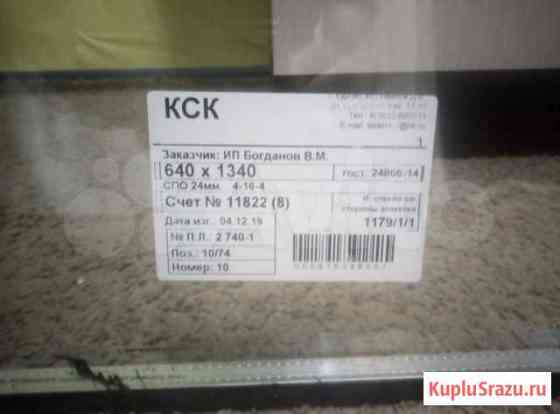 КСК
1
Заказчик: ИП Богданов В.М.
640 x 1340
гост. 24866/14
СПО 24мм. 4-16-4
Счет № 11822 (8)
Дата изг. 04.12.19
1179/1/1
№ П.Л.: 2 740-1
Поз.: 10/74
Номер: 10
KupluSrazu.ru